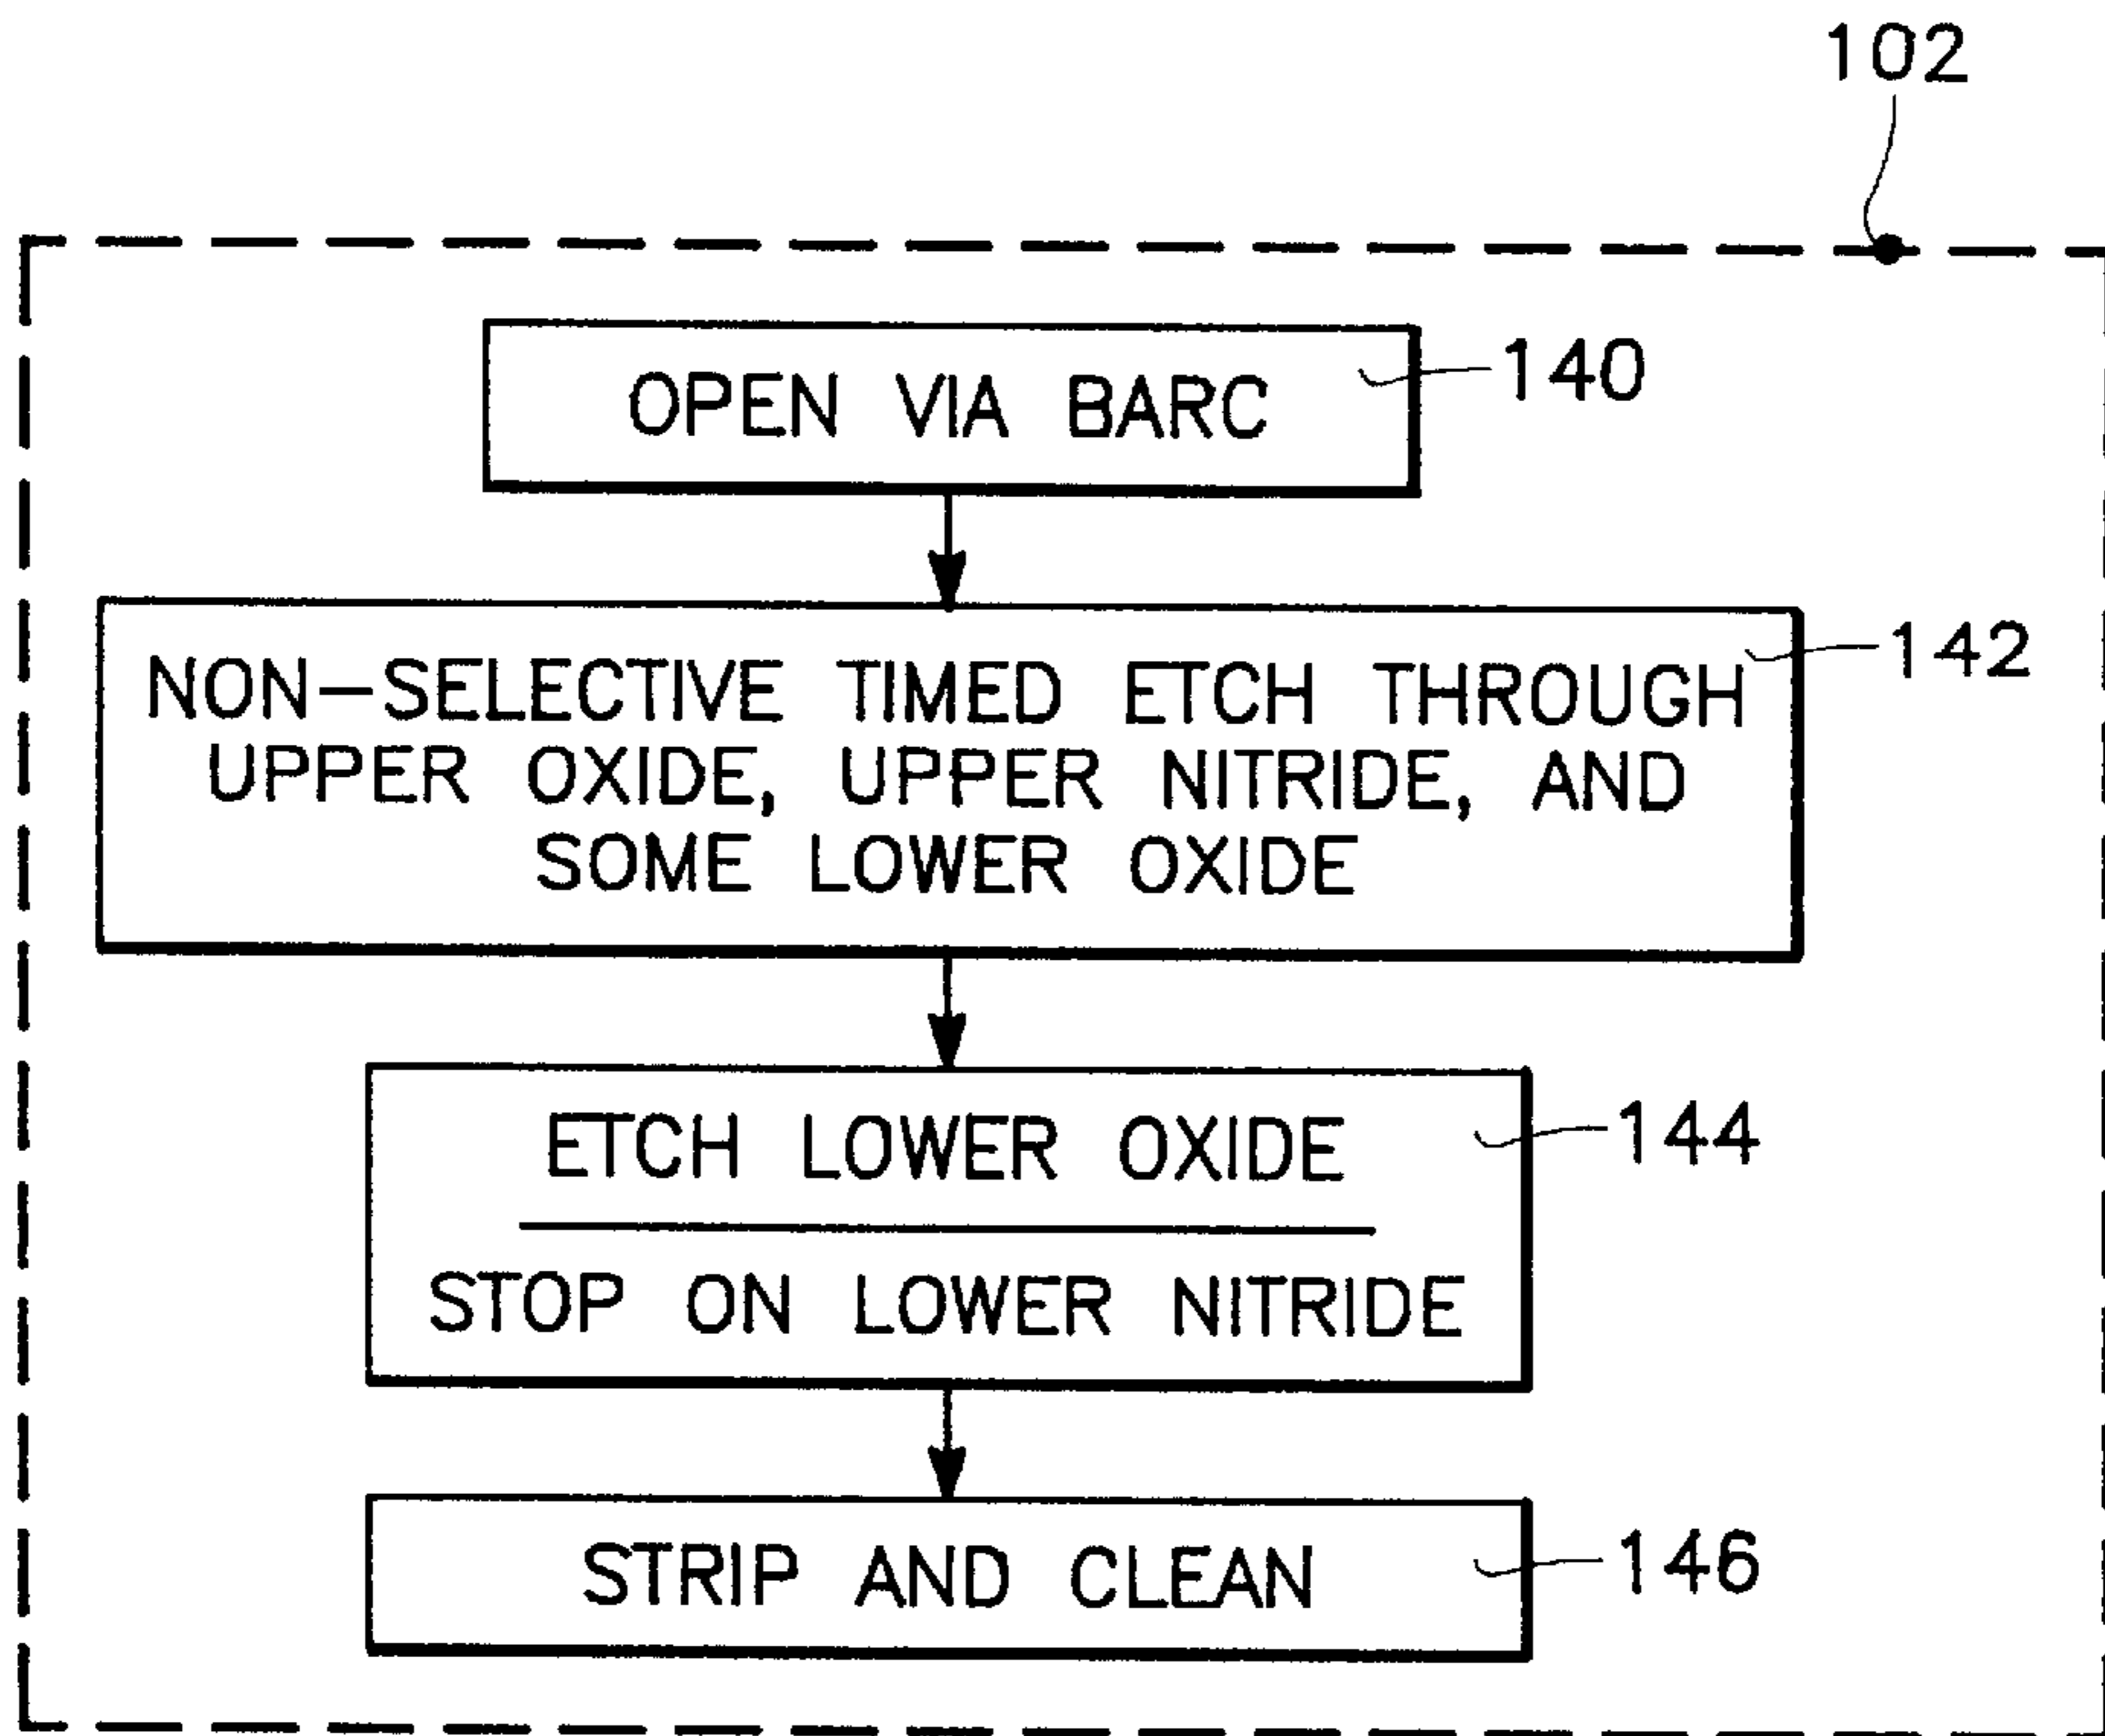 102
OPEN VIA BARC
140
NON-SELECTIVE TIMED ETCH THROUGH
UPPER OXIDE, UPPER NITRIDE, AND
SOME LOWER OXIDE
142
ETCH LOWER OXIDE
STOP ON LOWER NITRIDE
144
STRIP AND CLEAN
146